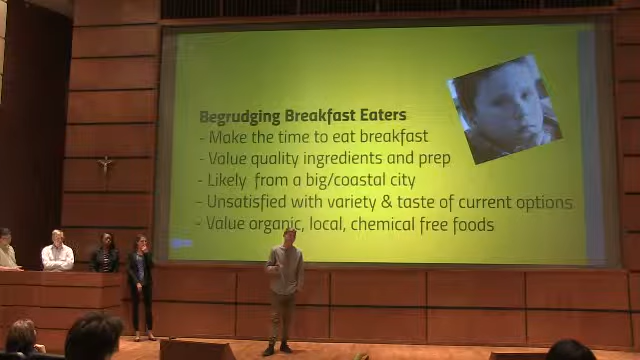 Begrudging Breakfast Eaters
- Make the time to eat breakfast
- Value quality ingredients and prep
- Likely from a big/coastal city
- Unsatisfied with variety & taste of current options
- Value organic, local, chemical free foods